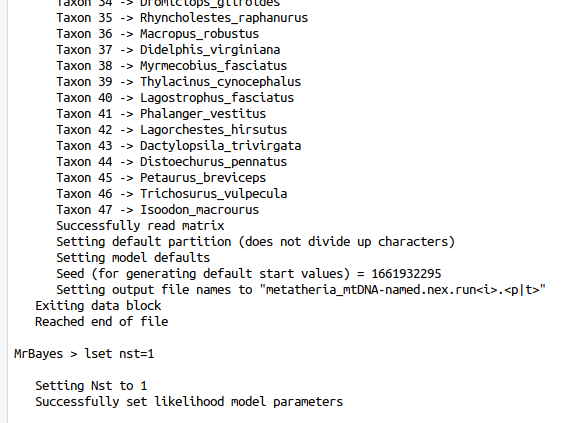 Taxon 34 -> Dromiciops_gliroides
Taxon 35 -> Rhyncholestes_raphanurus
Taxon 36 -> Macropus_robustus
Taxon 37 -> Didelphis_virginiana
Taxon 38 -> Myrmecobius_fasciatus
Taxon 39 -> Thylacinus_cynocephalus
Taxon 40 -> Lagostrophus_fasciatus
Taxon 41 -> Phalanger_vestitus
Taxon 42 -> Lagorchestes_hirsutus
Taxon 43 -> Dactylopsila_trivirgata
Taxon 44 -> Distoechurus_pennatus
Taxon 45 -> Petaurus_breviceps
Taxon 46 -> Trichosurus_vulpecula
Taxon 47 -> Isoodon_macrourus
Successfully read matrix
Setting default partition (does not divide up characters)
Setting model defaults
Seed (for generating default start values) = 1661932295
Setting output file names to "metatheria_mtDNA-named.nex.run<i>.<p|t>"
Exiting data block
Reached end of file
MrBayes > lset nst=1
Setting Nst to 1
Successfully set likelihood model parameters